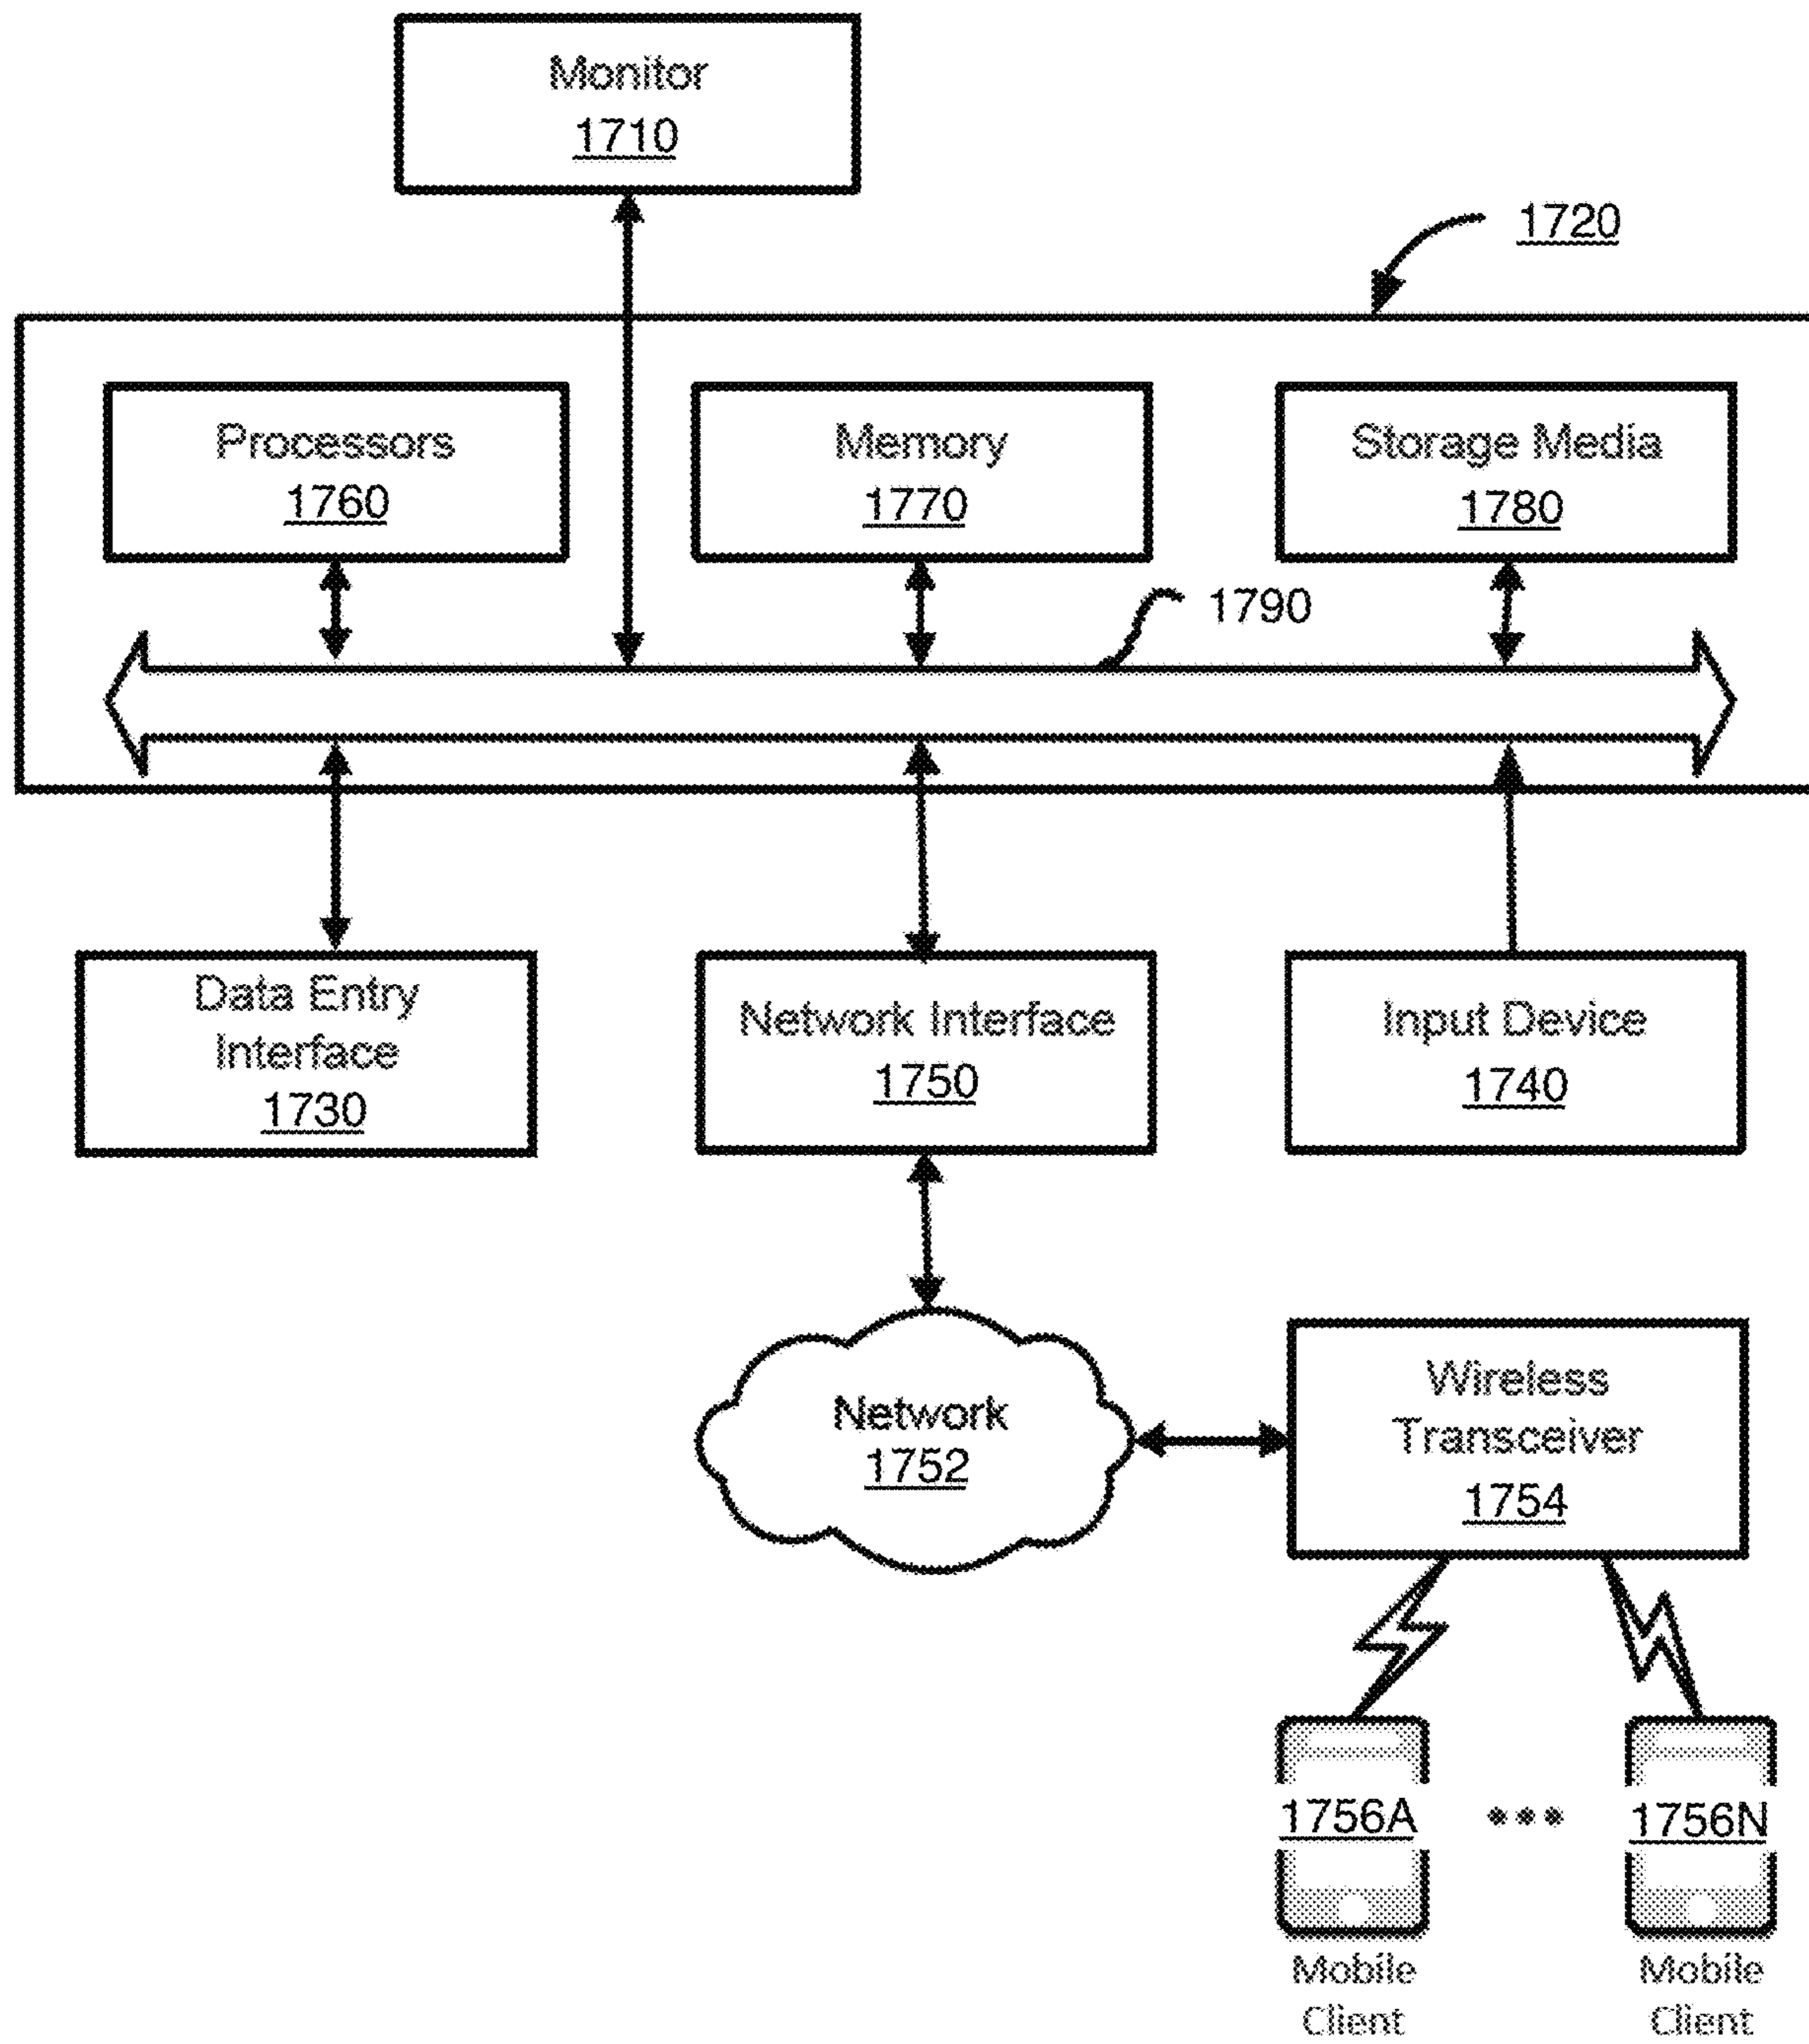 Monitor
1710
1720
Processors
1760
Memory
1770
Storage Media
1780
1790
Data Entry
Interface
1730
Network Interface
1750
Input Device
1740
Network
1752
Wireless
Transceiver
1754
1756A
1756N
Mobile
Client
Mobile
Client